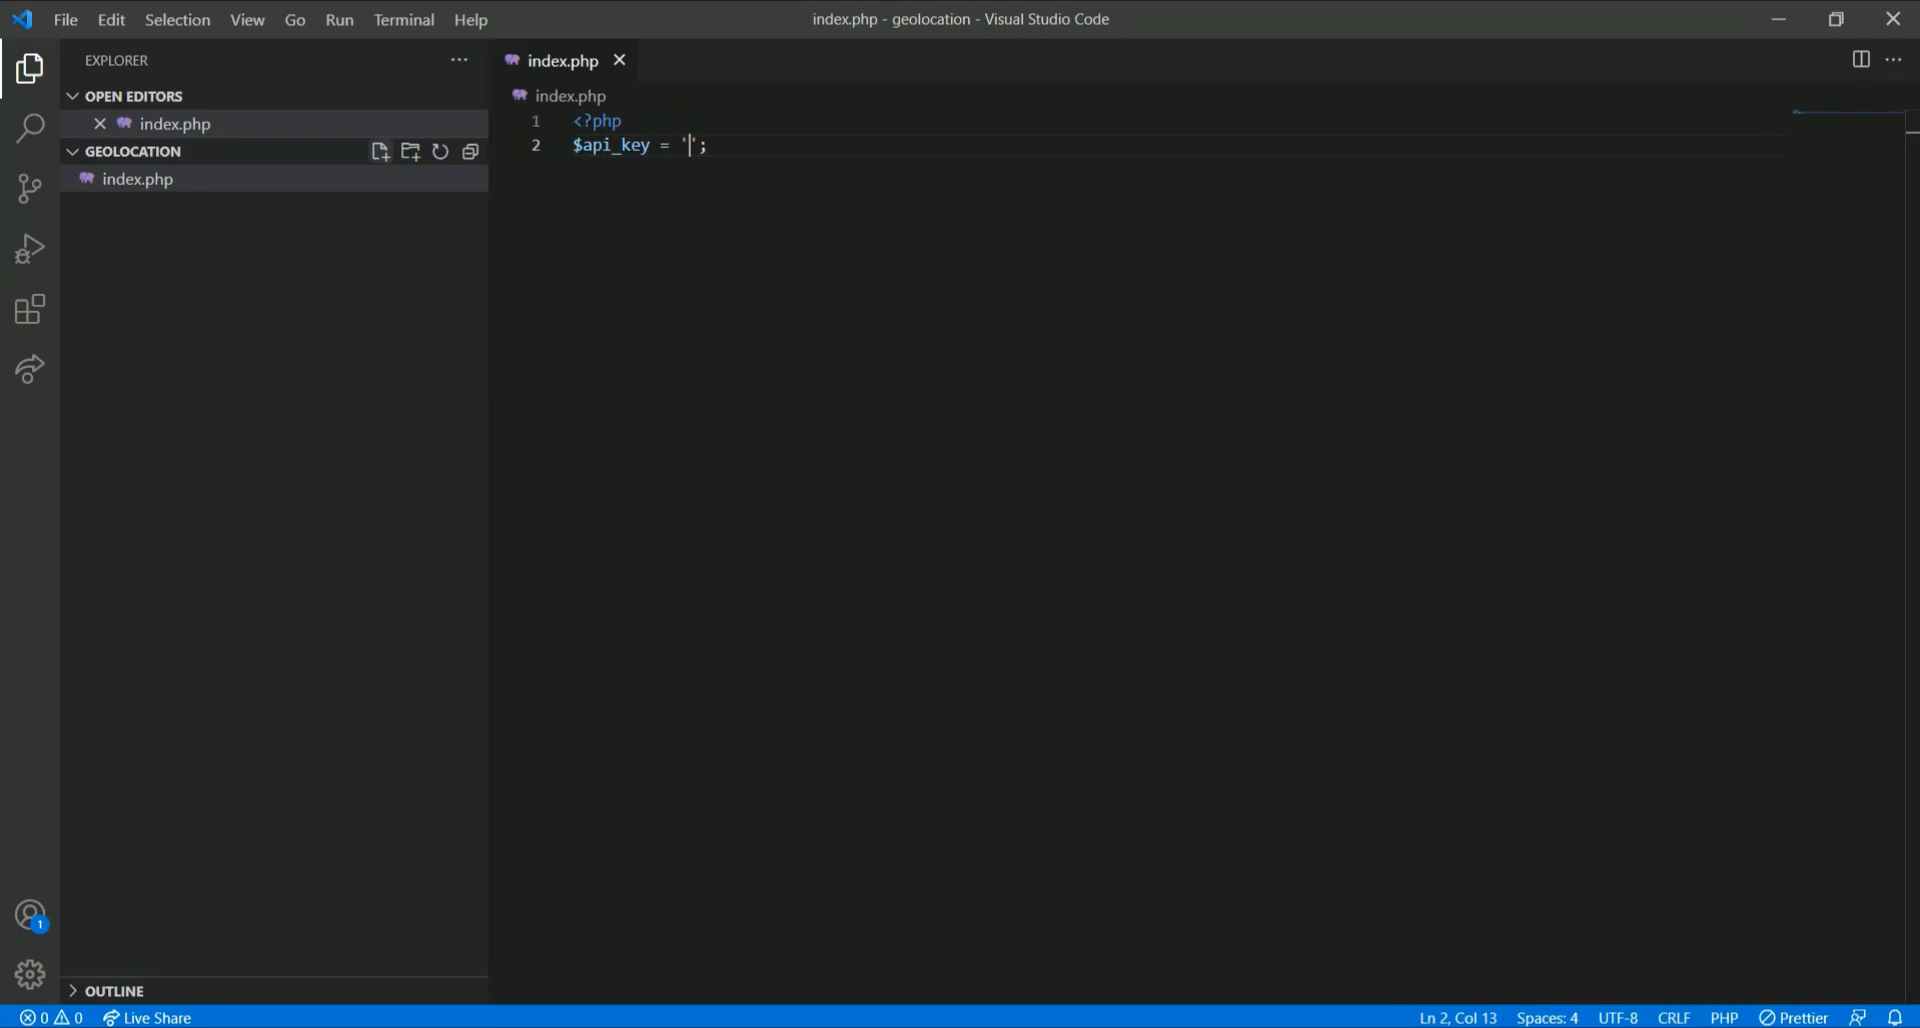 File Edit Selection View Go Run Terminal Help
index.php - geolocation - Visual Studio Code
EXPLORER
OPEN EDITORS
index.php
GEOLOCATION
index.php
index.php
index.php
1 <?php
2 $api_key = '';
1
OUTLINE
0 0 Live Share
Ln 2, Col 13 Spaces: 4 UTF-8 CRLF PHP Prettier